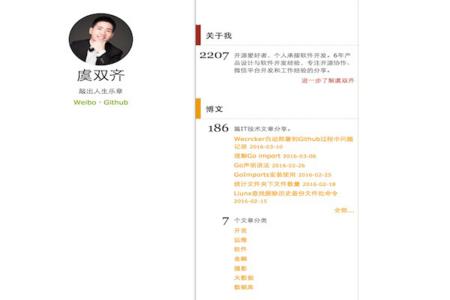 虞双齐
敲出人生乐章
Weibo · Github
关于我
2207 开源爱好者、个人承接软件开发。6年产
品设计与软件开发经验、专注开源协作、
微信平台开发和工作经验的分享。
进一步了解虞双齐
博文
186 篇IT技术文章分享。
Wercker自动部署到Github过程中问题
记录 2016-03-10
理解Go import 2016-03-06
Go声明语法 2016-02-26
GoImports安装使用 2016-02-25
统计文件夹下文件数量 2016-02-18
Liunx查找删除历史备份文件批命令
2016-02-15
全部...
7 个文章分类
开发
运维
软件
金融
摄影
大数据
数据库